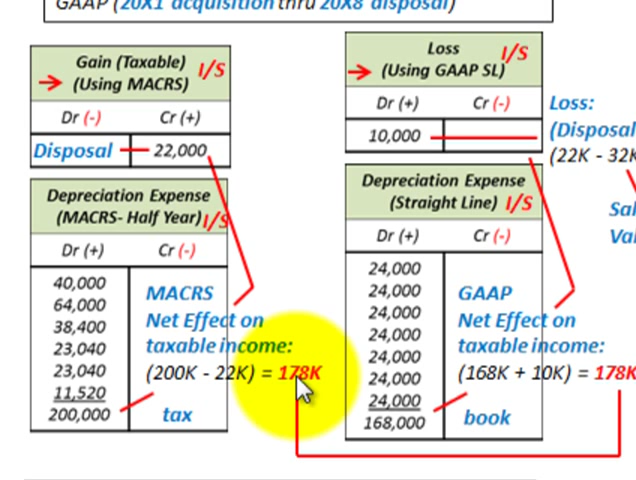 GAAP (20X1 acquisition thru 20X8 disposal)
Gain (Taxable) I/S
(Using MACRS)
Dr (-) Cr (+)
Disposal 22,000
Depreciation Expense
(MACRS- Half Year) I/S
Dr (+) Cr (-)
40,000
64,000
38,400
23,040
23,040
11,520
200,000
MACRS
Net Effect on
taxable income:
(200K - 22K) = 178K
tax
Loss I/S
(Using GAAP SL)
Dr (+) Cr (-)
10,000
Depreciation Expense
(Straight Line) I/S
Dr (+) Cr (-)
24,000
24,000
24,000
24,000
24,000
24,000
24,000
168,000
GAAP
Net Effect on
taxable income:
(168K + 10K) = 178K
book
Loss:
(Disposal
(22K - 32K
Sal
Va